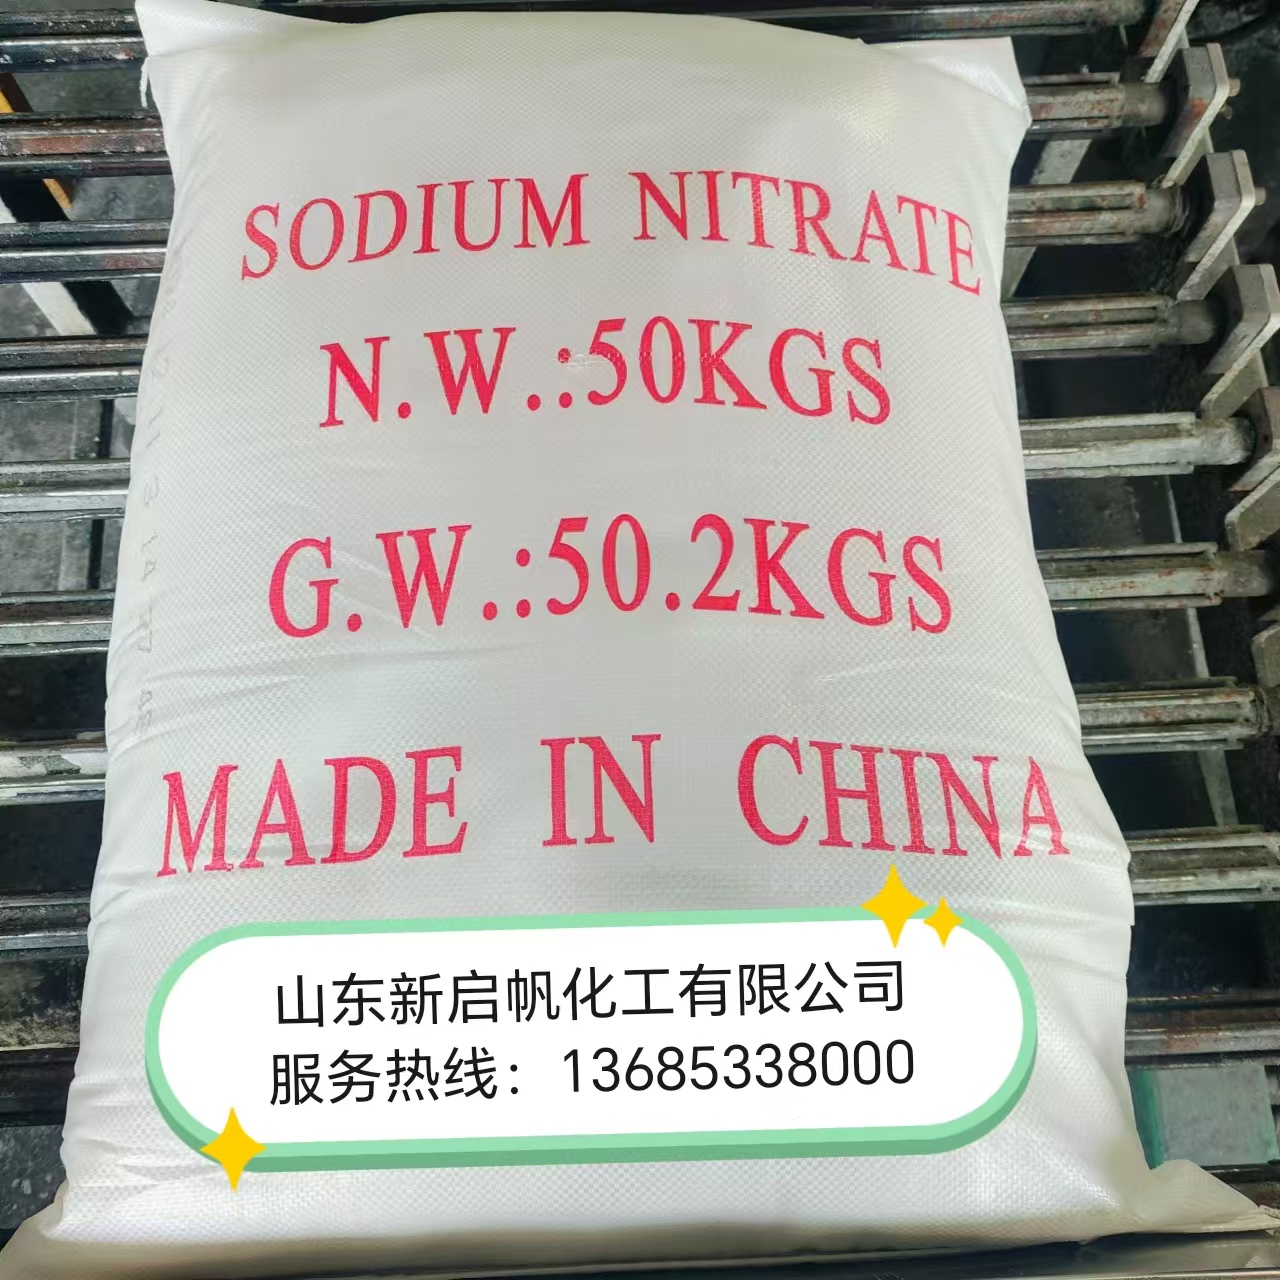 SODIUM NITRATE
N.W.:50KGS
G.W.:50.2KGS
MADE IN CHINA
山东新启帆化工有限公司
服务热线：13685338000